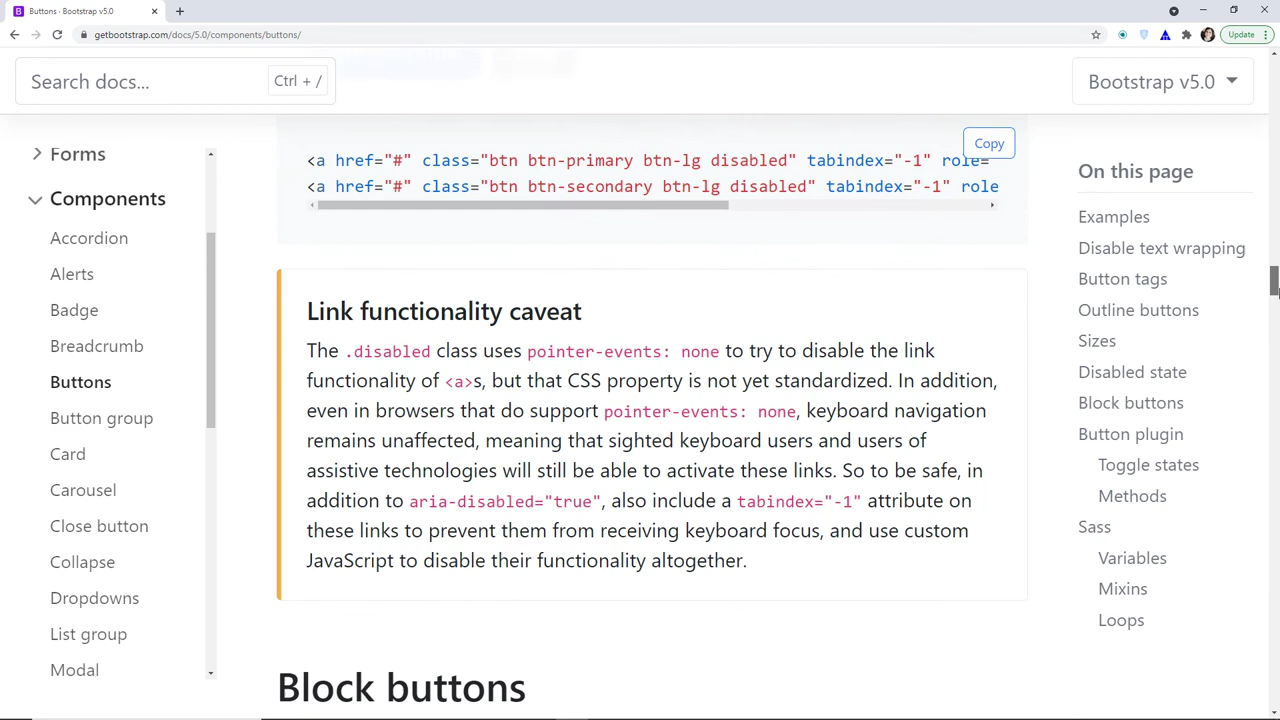 Buttons · Bootstrap v5.0
getbootstrap.com/docs/5.0/components/buttons/
Update
Search docs...
Ctrl + /
Bootstrap v5.0
Forms
Components
Accordion
Alerts
Badge
Breadcrumb
Buttons
Button group
Card
Carousel
Close button
Collapse
Dropdowns
List group
Modal
Copy
<a href="#" class="btn btn-primary btn-lg disabled" tabindex="-1" role=
<a href="#" class="btn btn-secondary btn-lg disabled" tabindex="-1" role
Link functionality caveat
The .disabled class uses pointer-events: none to try to disable the link
functionality of <a>s, but that CSS property is not yet standardized. In addition,
even in browsers that do support pointer-events: none, keyboard navigation
remains unaffected, meaning that sighted keyboard users and users of
assistive technologies will still be able to activate these links. So to be safe, in
addition to aria-disabled="true", also include a tabindex="-1" attribute on
these links to prevent them from receiving keyboard focus, and use custom
JavaScript to disable their functionality altogether.
Block buttons
On this page
Examples
Disable text wrapping
Button tags
Outline buttons
Sizes
Disabled state
Block buttons
Button plugin
Toggle states
Methods
Sass
Variables
Mixins
Loops